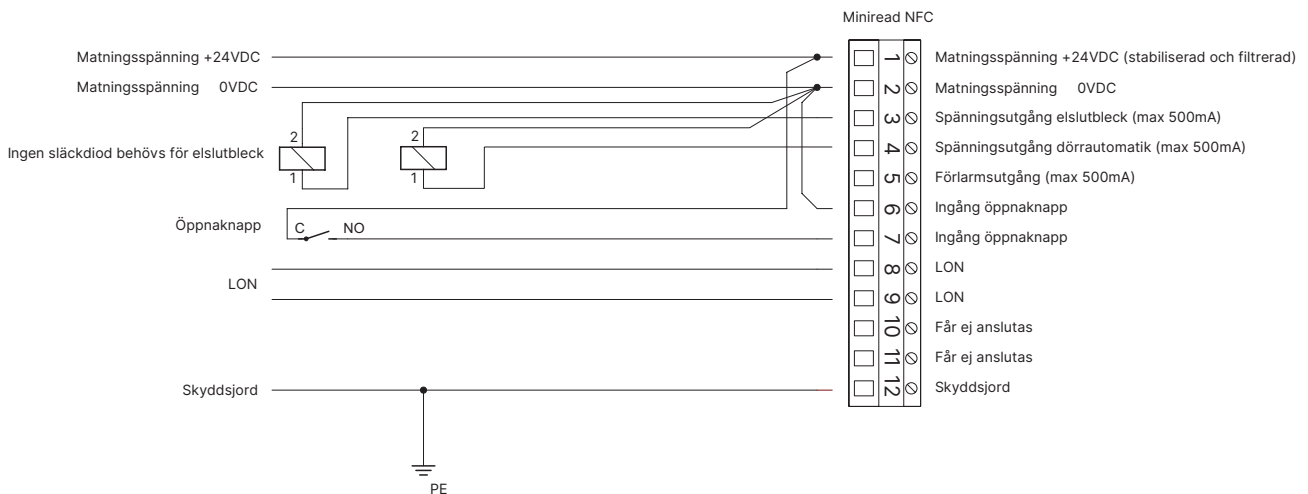 Miniread NFC
Matningsspänning +24VDC
Matningsspänning 0VDC
2
2
Ingen släckdiod behövs för elslutbleck
1
1
Öppnaknapp
C
NO
LON
Skyddsjord
PE
1 Matningsspänning +24VDC (stabiliserad och filtrerad)
2 Matningsspänning 0VDC
3 Spänningsutgång elslutbleck (max 500mA)
4 Spänningsutgång dörrautomatik (max 500mA)
5 Förlarmsutgång (max 500mA)
6 Ingång öppnaknapp
7 Ingång öppnaknapp
8 LON
9 LON
10 Får ej anslutas
11 Får ej anslutas
12 Skyddsjord